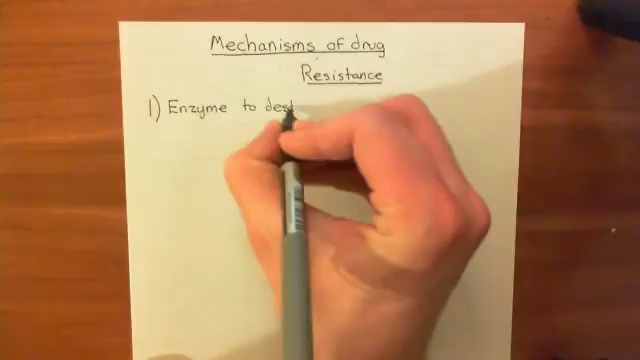 Mechanisms of drug
Resistance
1) Enzyme to des